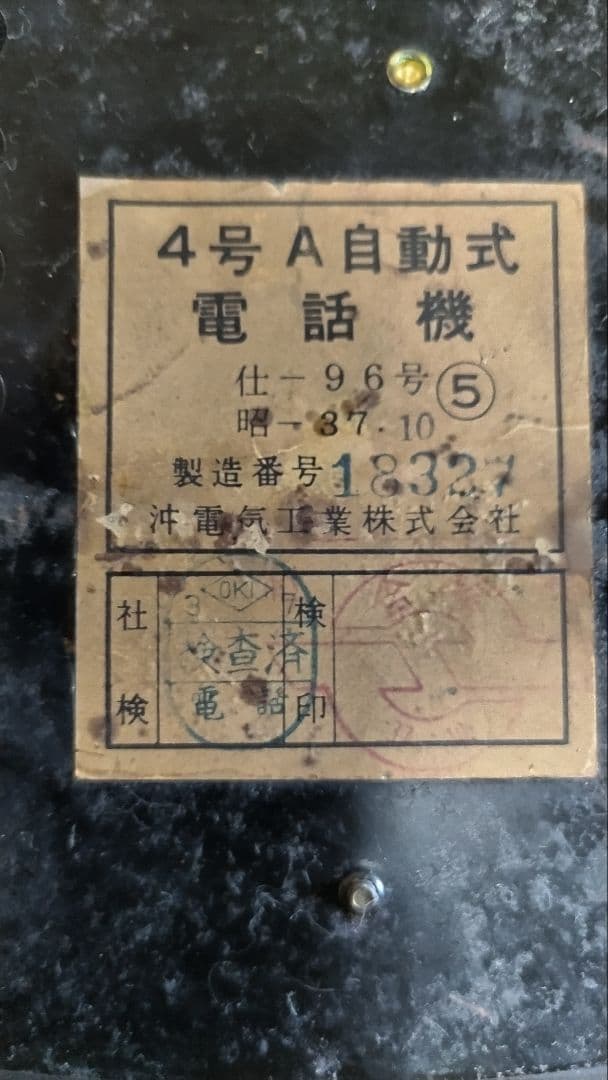 4号A自動式
電話機
仕-96号⑤
昭-37.10
製造番号18327
沖電気工業株式会社
社検
OKI
3 7
検査済
電話
検印